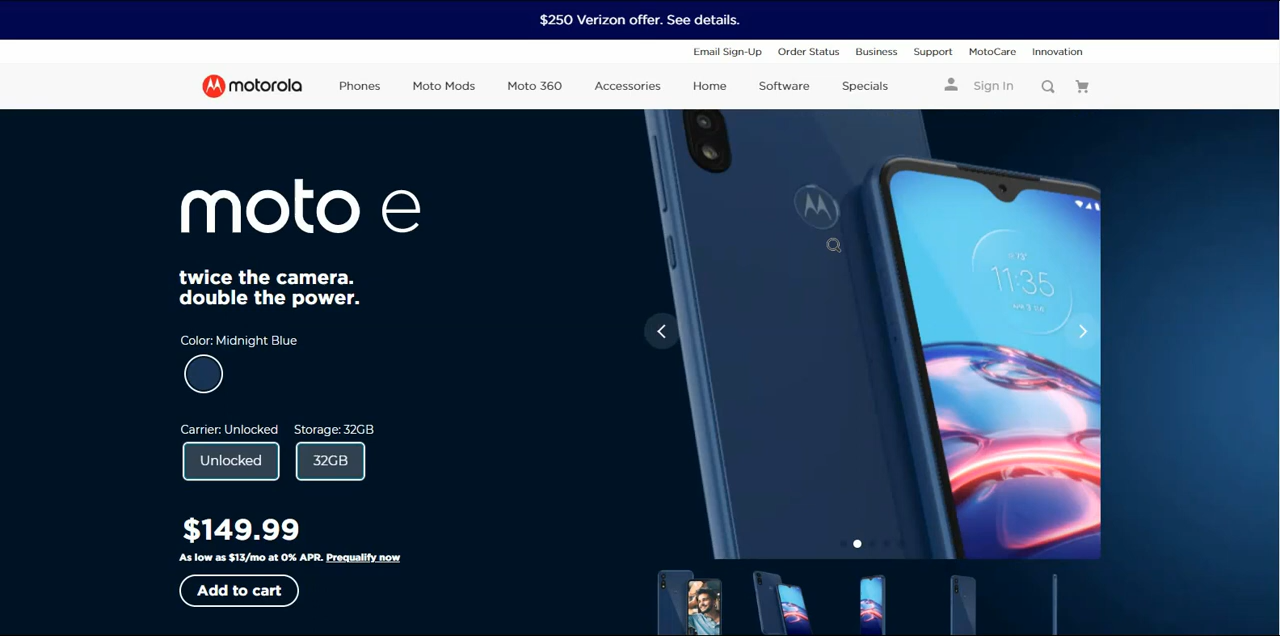 $250 Verizon offer. See details.
Email Sign-Up Order Status Business Support MotoCare Innovation
motorola Phones Moto Mods Moto 360 Accessories Home Software Specials Sign In
moto e
twice the camera.
double the power.
Color: Midnight Blue
Carrier: Unlocked Storage: 32GB
Unlocked 32GB
$149.99
As low as $13/mo at 0% APR. Prequalify now
Add to cart
11:35